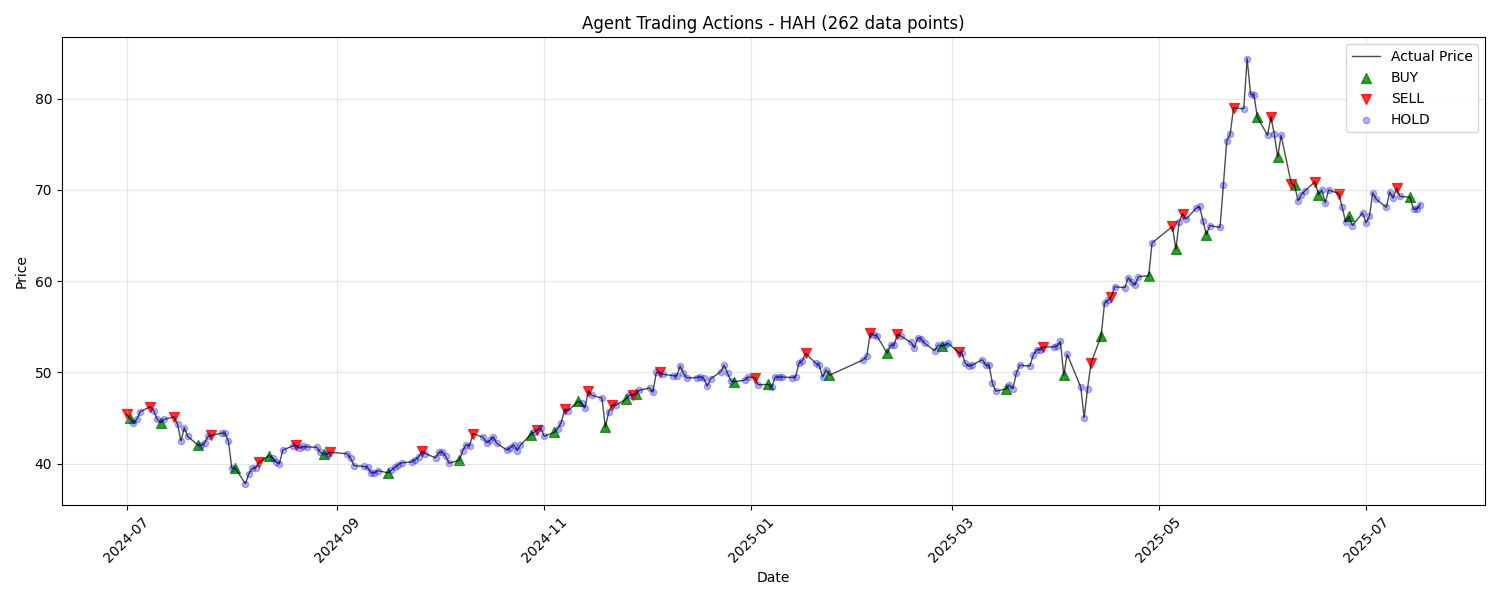 Agent Trading Actions - HAH (262 data points)
Actual Price
BUY
SELL
HOLD
Price
80
70
60
50
40
2024-07
2024-09
2024-11
2025-01
2025-03
2025-05
2025-07
Date